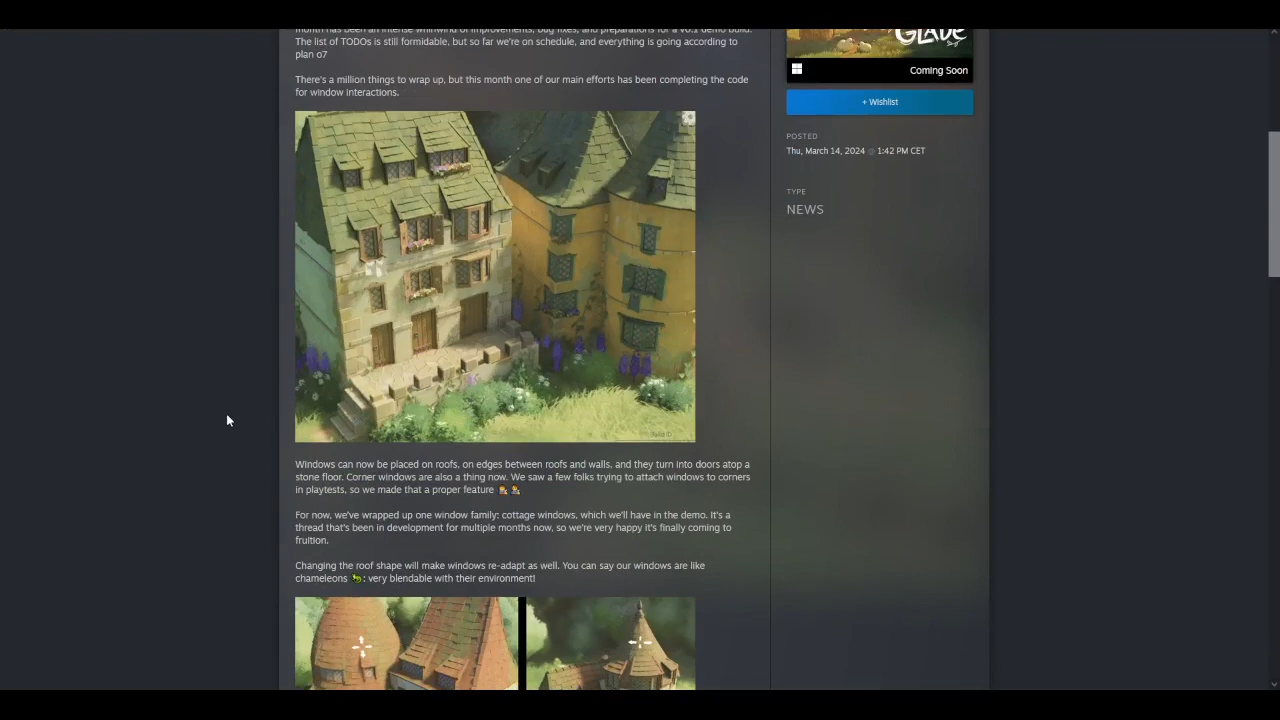 month has been an intense whirlwind of improvements, bug fixes, and preparations for a v0.1 demo build.
The list of TODOs is still formidable, but so far we're on schedule, and everything is going according to
plan o7
There's a million things to wrap up, but this month one of our main efforts has been completing the code
for window interactions.
Windows can now be placed on roofs, on edges between roofs and walls, and they turn into doors atop a
stone floor. Corner windows are also a thing now. We saw a few folks trying to attach windows to corners
in playtests, so we made that a proper feature
For now, we've wrapped up one window family: cottage windows, which we'll have in the demo. It's a
thread that's been in development for multiple months now, so we're very happy it's finally coming to
fruition.
Changing the roof shape will make windows re-adapt as well. You can say our windows are like
chameleons 🦎: very blendable with their environment!
GLADE
Coming Soon
+ Wishlist
POSTED
Thu, March 14, 2024 @ 1:42 PM CET
TYPE
NEWS